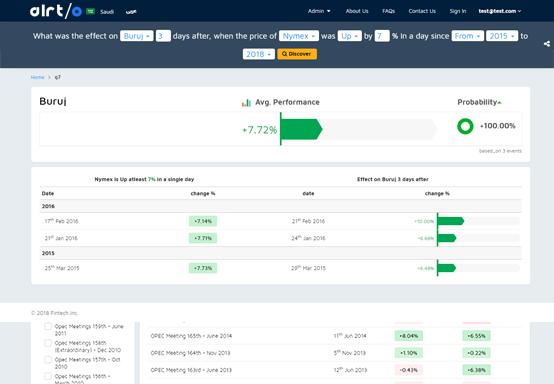 alrt/o Saudi عربي Admin About Us FAQs Contact Us Sign In test@test.com
What was the effect on Buruj 3 days after, when the price of Nymex was Up by 7 % in a day since From 2015 to
2018 Discover
Home > q7
Buruj Avg. Performance Probability
+7.72% +100.00%
based_on 3 events
Nymex is Up atleast 7% in a single day Effect on Buruj 3 days after
Date change % date change %
2016
17th Feb 2016 +7.14% 21st Feb 2016 +10.00%
21st Jan 2016 +7.71% 24th Jan 2016 +6.68%
2015
25th Mar 2015 +7.73% 29th Mar 2015 +6.48%
© 2018 Fintech Inc.
Opec Meetings 159th - June
2011
Opec Meetings 158th
(Extraordinary) - Dec 2010
Opec Meetings 157th - Oct
2010
Opec Meetings 156th -
March 2010
OPEC Meeting 165th - June 2014 11th Jun 2014 +8.04% +6.55%
OPEC Meeting 164th - Nov 2013 5th Nov 2013 +1.10% +0.22%
OPEC Meeting 163rd - June 2013 12th Jun 2013 -0.43% +6.38%